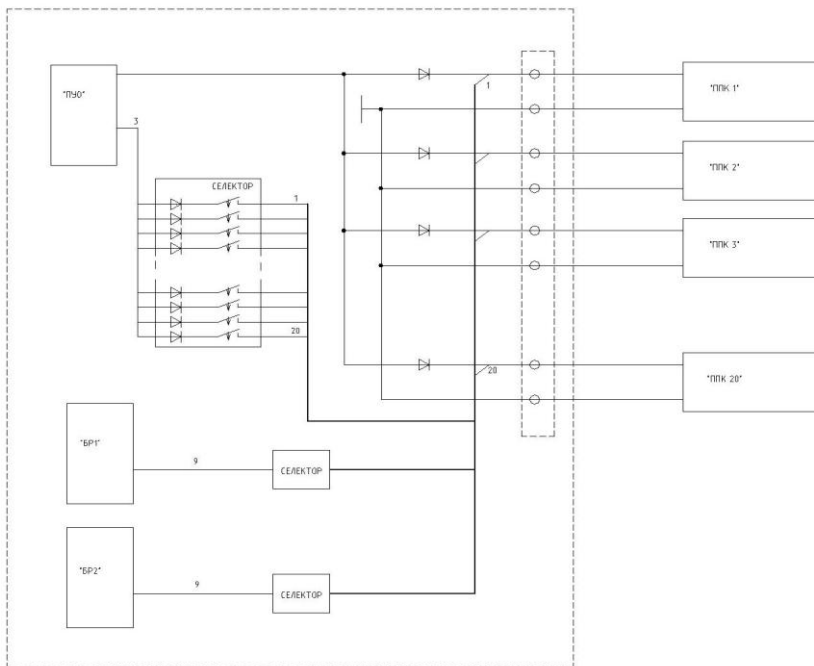 "ПУО"
3
СЕЛЕКТОР
1
20
1
20
"ППК 1"
"ППК 2"
"ППК 3"
"ППК 20"
"БР1"
9
СЕЛЕКТОР
"БР2"
9
СЕЛЕКТОР